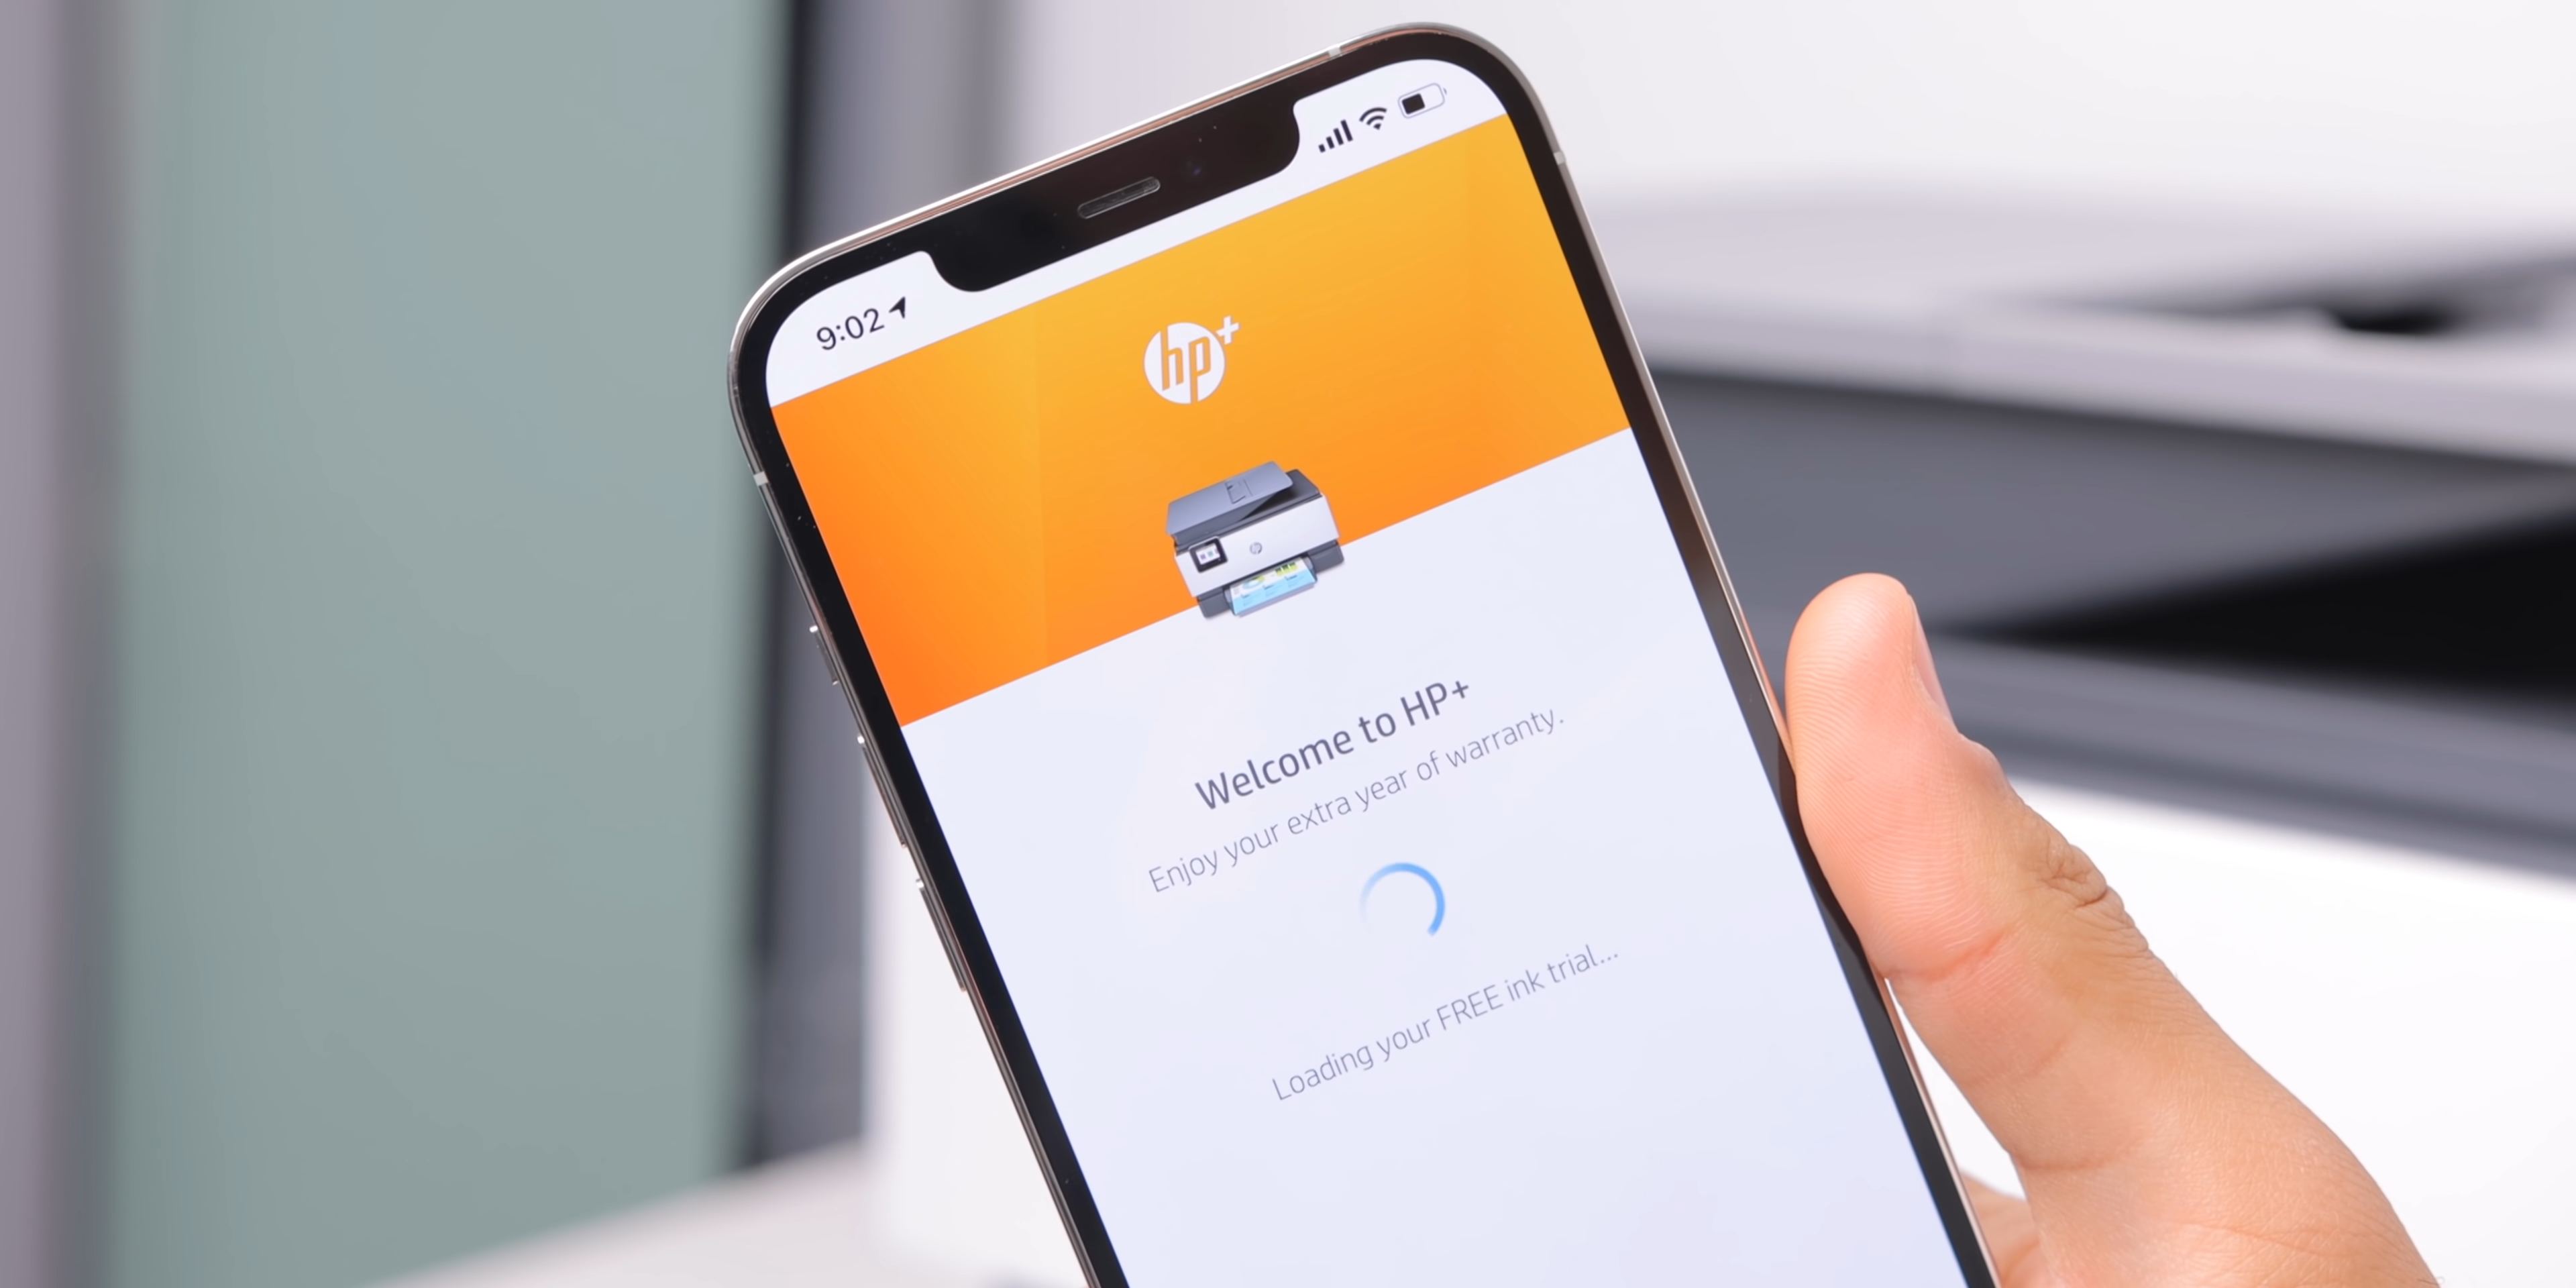 9:02
hp+
Welcome to HP+
Enjoy your extra year of warranty.
Loading your FREE ink trial...